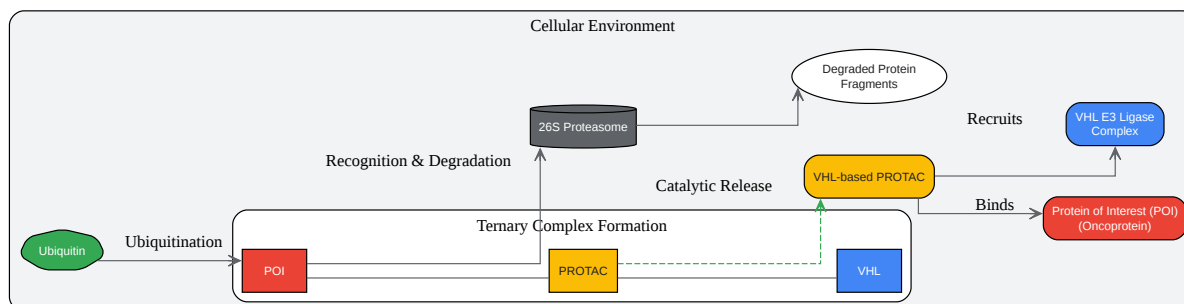 Cellular Environment
Degraded Protein
Fragments
26S Proteasome
Recruits
VHL E3 Ligase
Complex
Recognition & Degradation
Catalytic Release
VHL-based PROTAC
Binds
Protein of Interest (POI)
(Oncoprotein)
Ubiquitin
Ubiquitination
Ternary Complex Formation
POI
PROTAC
VHL